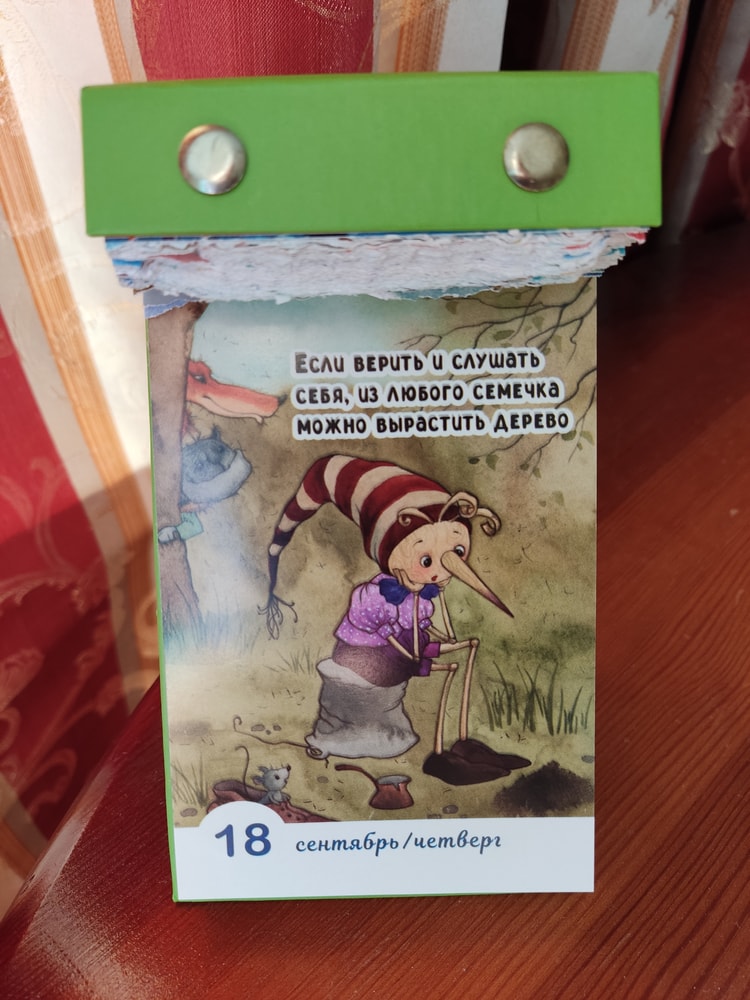 Если верить и слушать
себя, из любого семечка
можно вырастить дерево
18 сентябрь/четверг